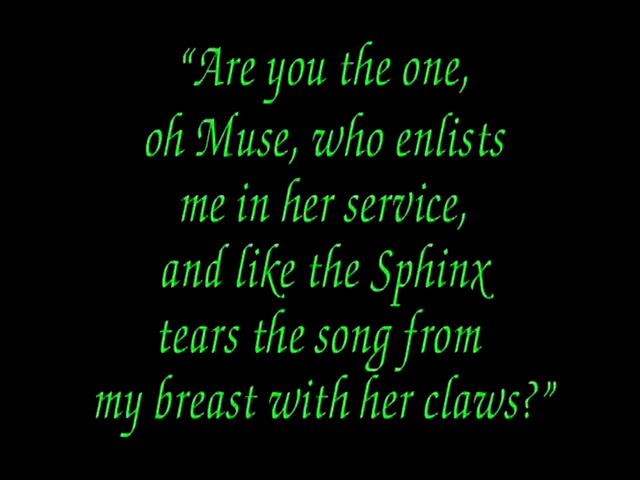 “Are you the one,
oh Muse, who enlists
me in her service,
and like the Sphinx
tears the song from
my breast with her claws?”